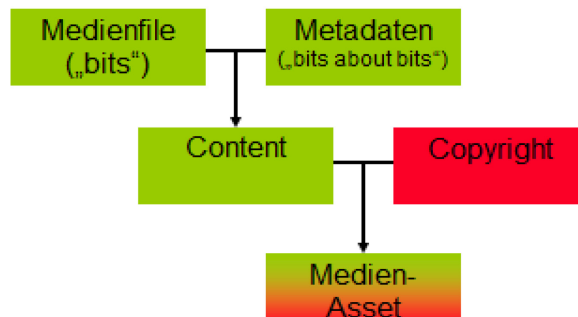 Medienfile
(„bits“)
Metadaten
(„bits about bits“)
Content
Copyright
Medien-
Asset